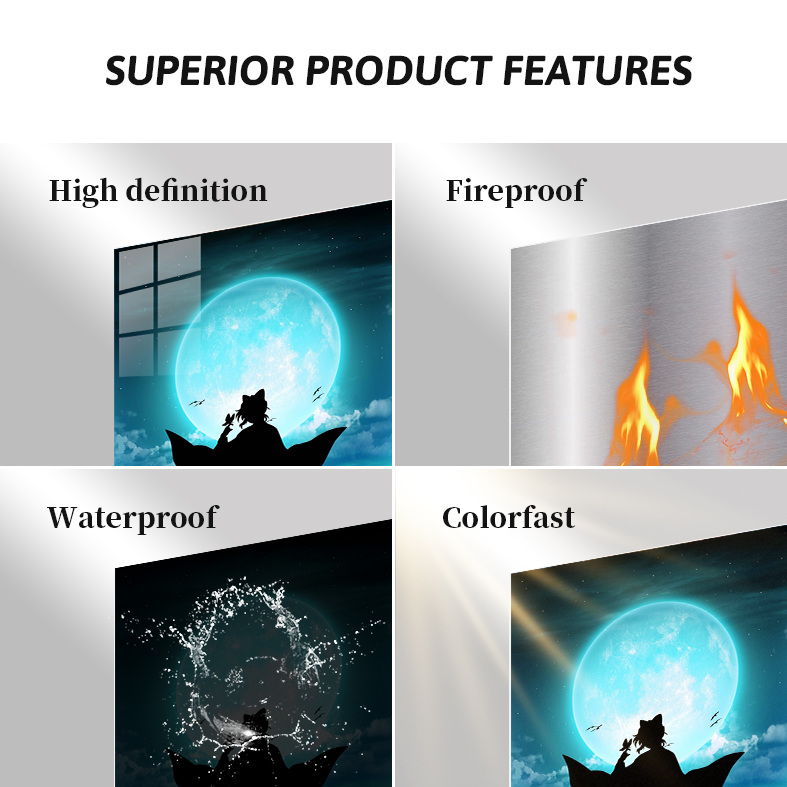 SUPERIOR PRODUCT FEATURES
High definition
Fireproof
Waterproof
Colorfast